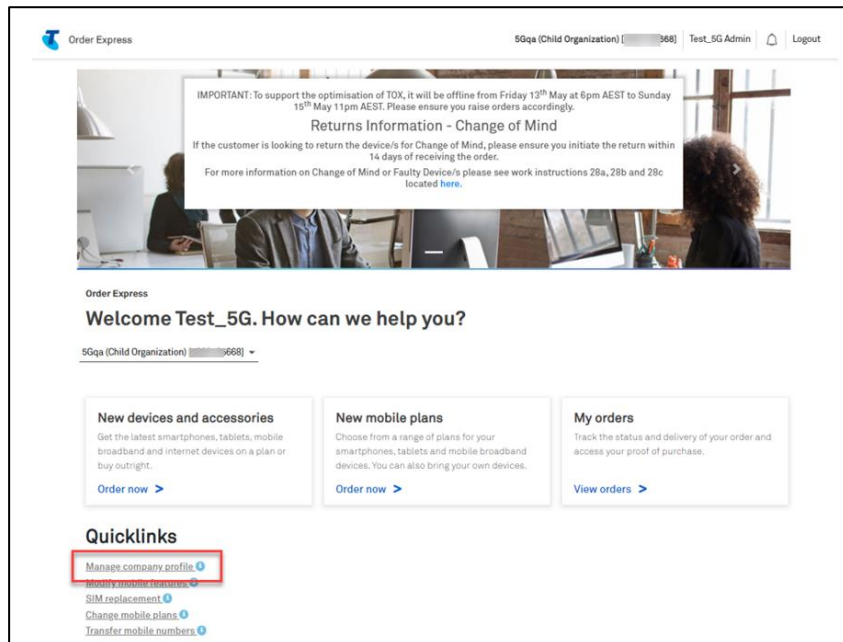 Order Express
5Gqa (Child Organization) [ 668]
Test_5G Admin
Logout
IMPORTANT: To support the optimisation of TOX, it will be offline from Friday 13th May at 6pm AEST to Sunday
15th May 11pm AEST. Please ensure you raise orders accordingly.
Returns Information - Change of Mind
If the customer is looking to return the device/s for Change of Mind, please ensure you initiate the return within
14 days of receiving the order.
For more information on Change of Mind or Faulty Device/s please see work instructions 28a, 28b and 28c
located here.
Order Express
Welcome Test_5G. How can we help you?
5Gqa (Child Organization) [ 5668]
New devices and accessories
Get the latest smartphones, tablets, mobile
broadband and internet devices on a plan or
buy outright.
Order now >
New mobile plans
Choose from a range of plans for your
smartphones, tablets and mobile broadband
devices. You can also bring your own devices.
Order now >
My orders
Track the status and delivery of your order and
access your proof of purchase.
View orders >
Quicklinks
Manage company profile
Modify mobile features
SIM replacement
Change mobile plans
Transfer mobile numbers